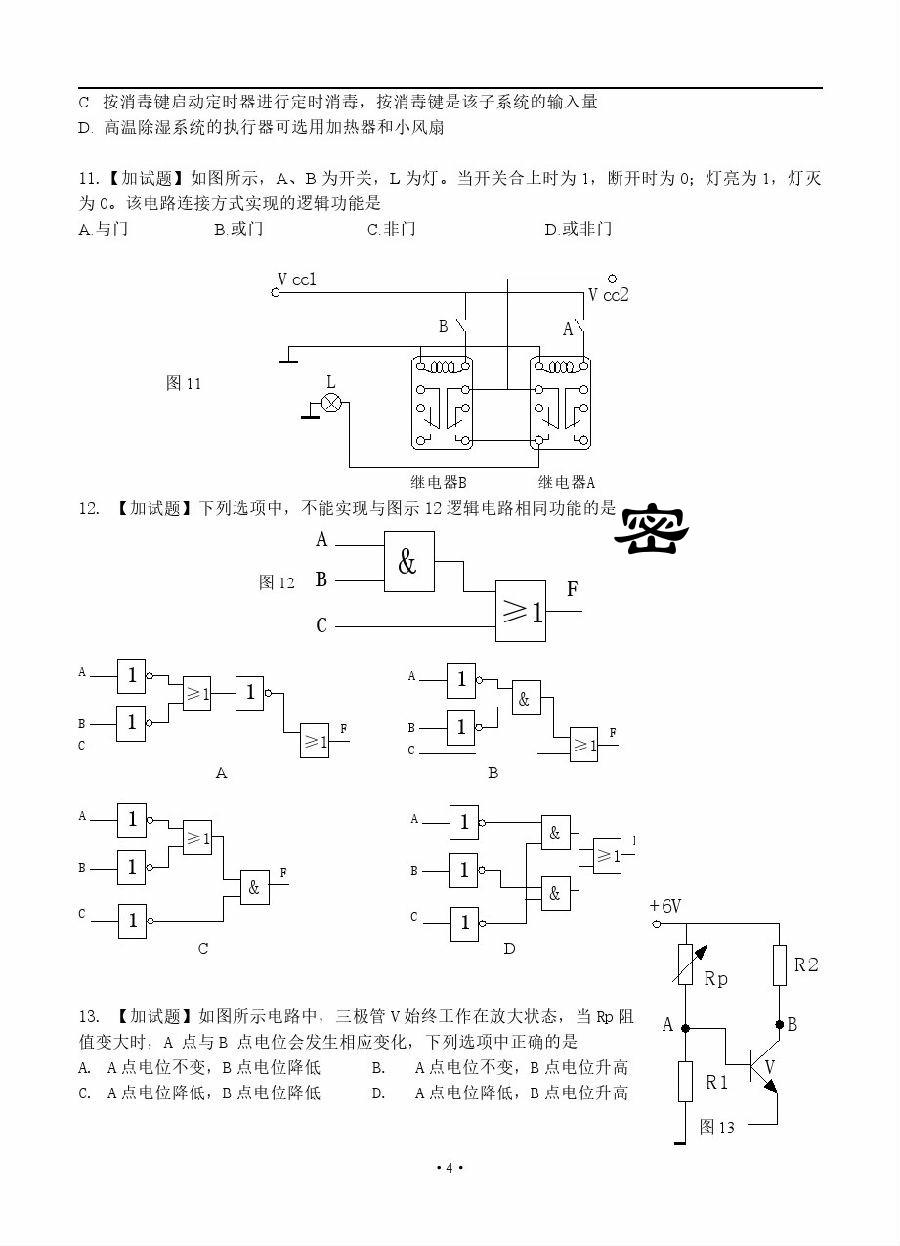 C 按消毒键启动定时器进行定时消毒，按消毒键是该子系统的输入量
D. 高温除湿系统的执行器可选用加热器和小风扇
11.【加试题】如图所示，A、B 为开关，L 为灯。当开关合上时为 1，断开时为 0；灯亮为 1，灯灭
为 0。该电路连接方式实现的逻辑功能是
A.与门 B.或门 C.非门 D.或非门
V cc1
V cc2
B A
图 11
L
继电器B 继电器A
12. 【加试题】下列选项中，不能实现与图示 12 逻辑电路相同功能的是
密
A
&
图 12 B
F
≥1
C
A 1 ≥1 1
B 1 F
C ≥1
A
A 1 &
B 1 F
C ≥1
B
A 1 ≥1
B 1 F
&
C 1
C
A 1 &
≥1
B 1
&
C 1
D
+6V
Rp R2
A B
V
R1
图 13
13. 【加试题】如图所示电路中，三极管 V 始终工作在放大状态，当 Rp 阻
值变大时，A 点与 B 点电位会发生相应变化，下列选项中正确的是
A. A 点电位不变，B 点电位降低 B. A 点电位不变，B 点电位升高
C. A 点电位降低，B 点电位降低 D. A 点电位降低，B 点电位升高
· 4 ·